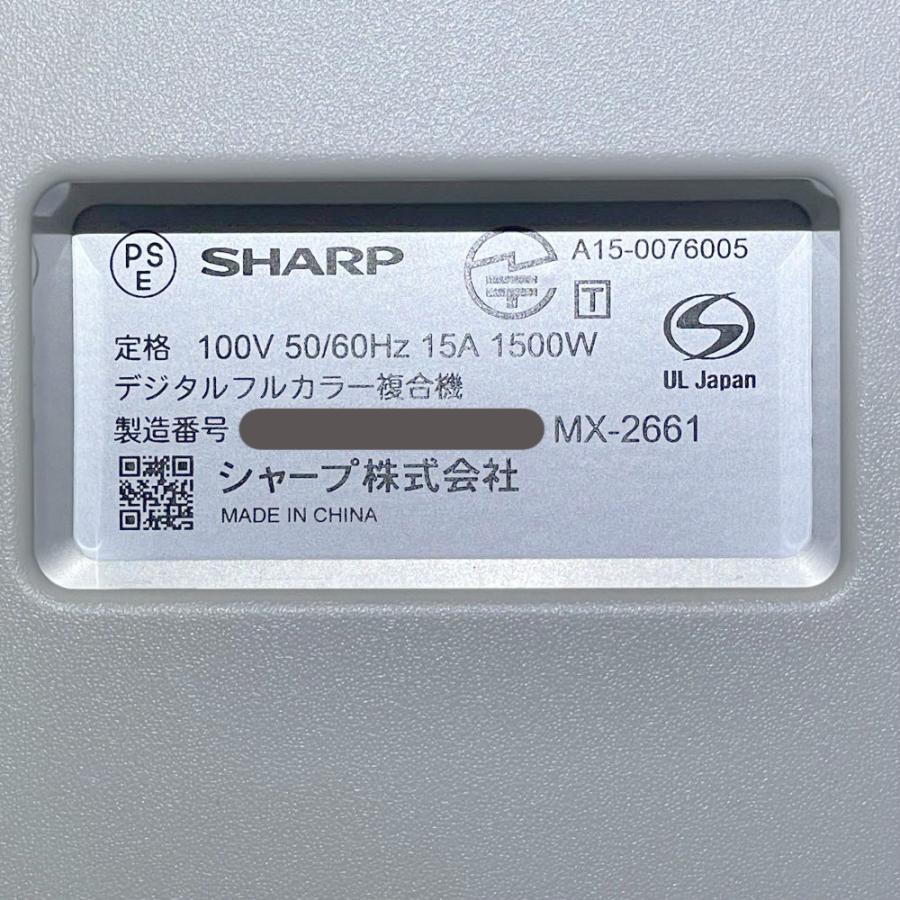 PS E SHARP A15-0076005
T
定格 100V 50/60Hz 15A 1500W
UL Japan
デジタルフルカラー複合機
製造番号 MX-2661
シャープ株式会社
MADE IN CHINA